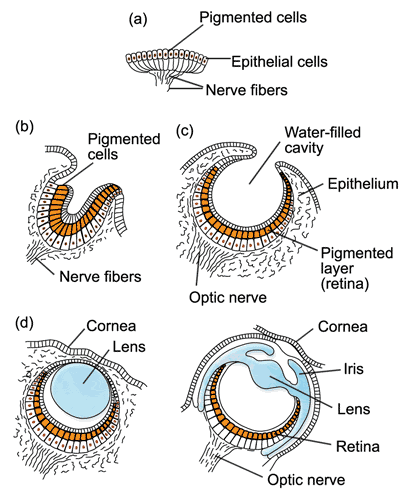 (a)
Pigmented cells
Epithelial cells
Nerve fibers
(b)
Pigmented
cells
Nerve fibers
(c)
Water-filled
cavity
Epithelium
Pigmented
layer
(retina)
Optic nerve
(d)
Cornea
Lens
Cornea
Iris
Lens
Retina
Optic nerve